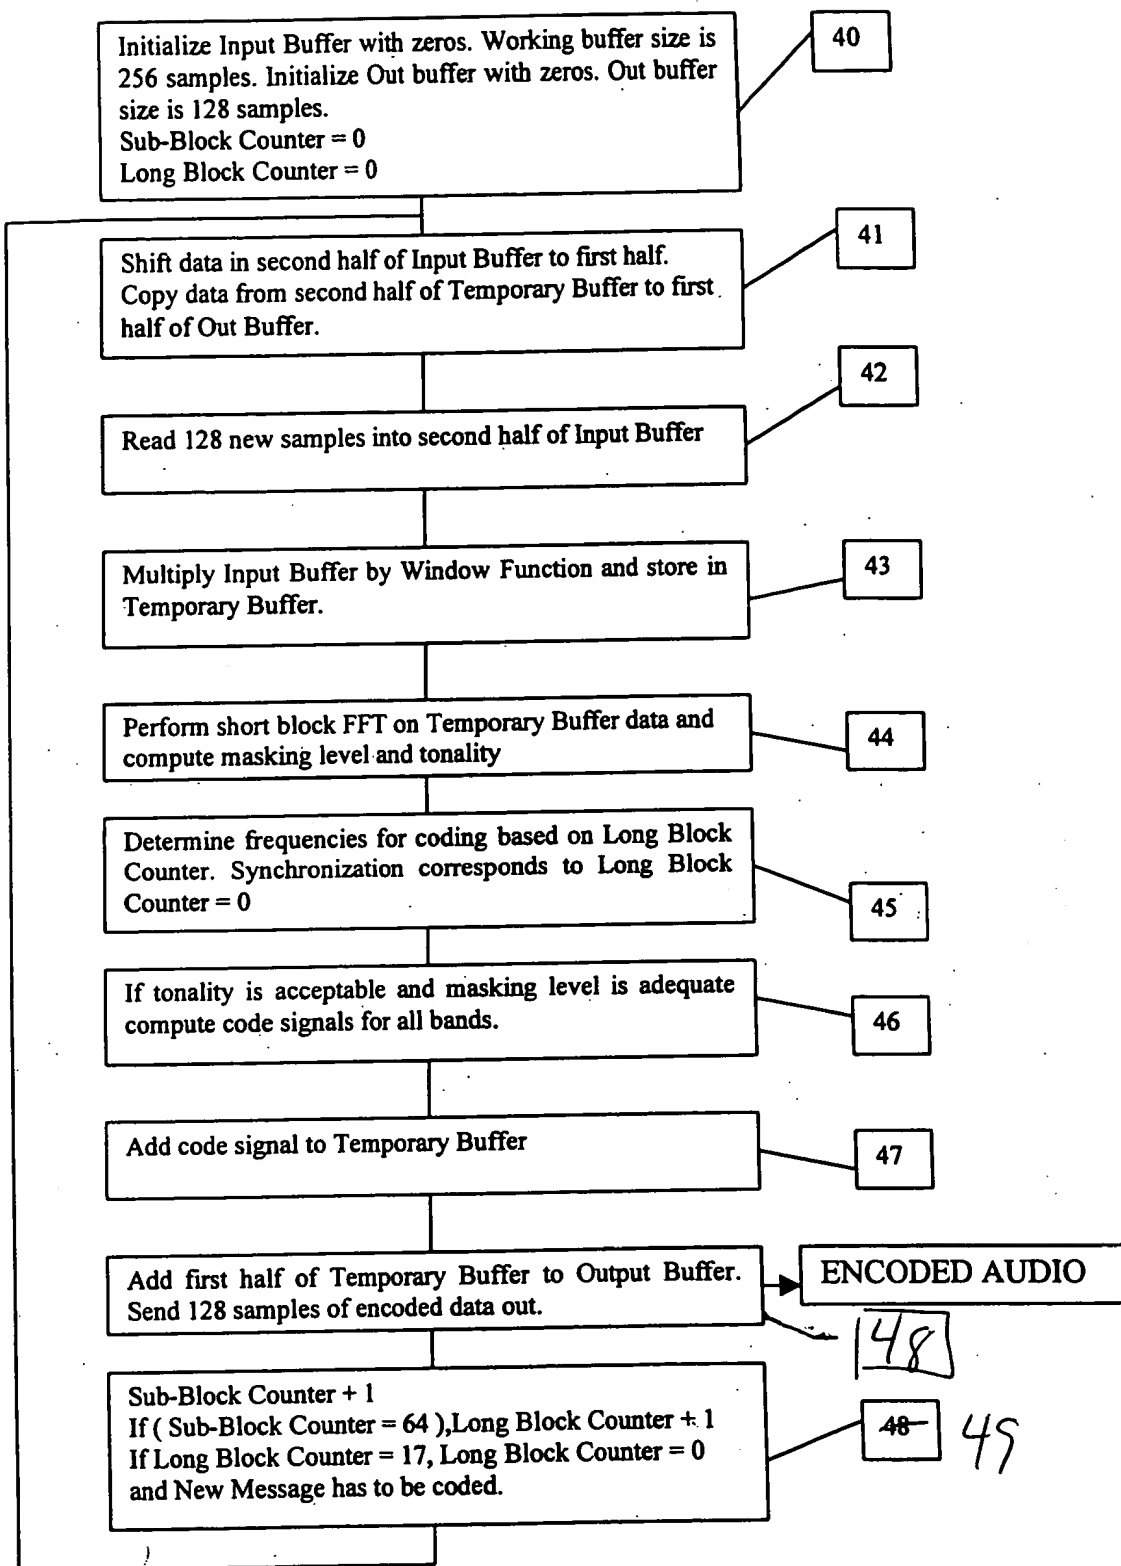 Initialize Input Buffer with zeros. Working buffer size is
256 samples. Initialize Out buffer with zeros. Out buffer
size is 128 samples.
Sub-Block Counter = 0
Long Block Counter = 0
40
Shift data in second half of Input Buffer to first half.
Copy data from second half of Temporary Buffer to first
half of Out Buffer.
41
42
Read 128 new samples into second half of Input Buffer
Multiply Input Buffer by Window Function and store in
Temporary Buffer.
43
Perform short block FFT on Temporary Buffer data and
compute masking level and tonality
44
Determine frequencies for coding based on Long Block
Counter. Synchronization corresponds to Long Block
Counter = 0
45
If tonality is acceptable and masking level is adequate
compute code signals for all bands.
46
Add code signal to Temporary Buffer
47
Add first half of Temporary Buffer to Output Buffer.
Send 128 samples of encoded data out.
ENCODED AUDIO
48
Sub-Block Counter + 1
If ( Sub-Block Counter = 64 ),Long Block Counter + 1
If Long Block Counter = 17, Long Block Counter = 0
and New Message has to be coded.
48
49